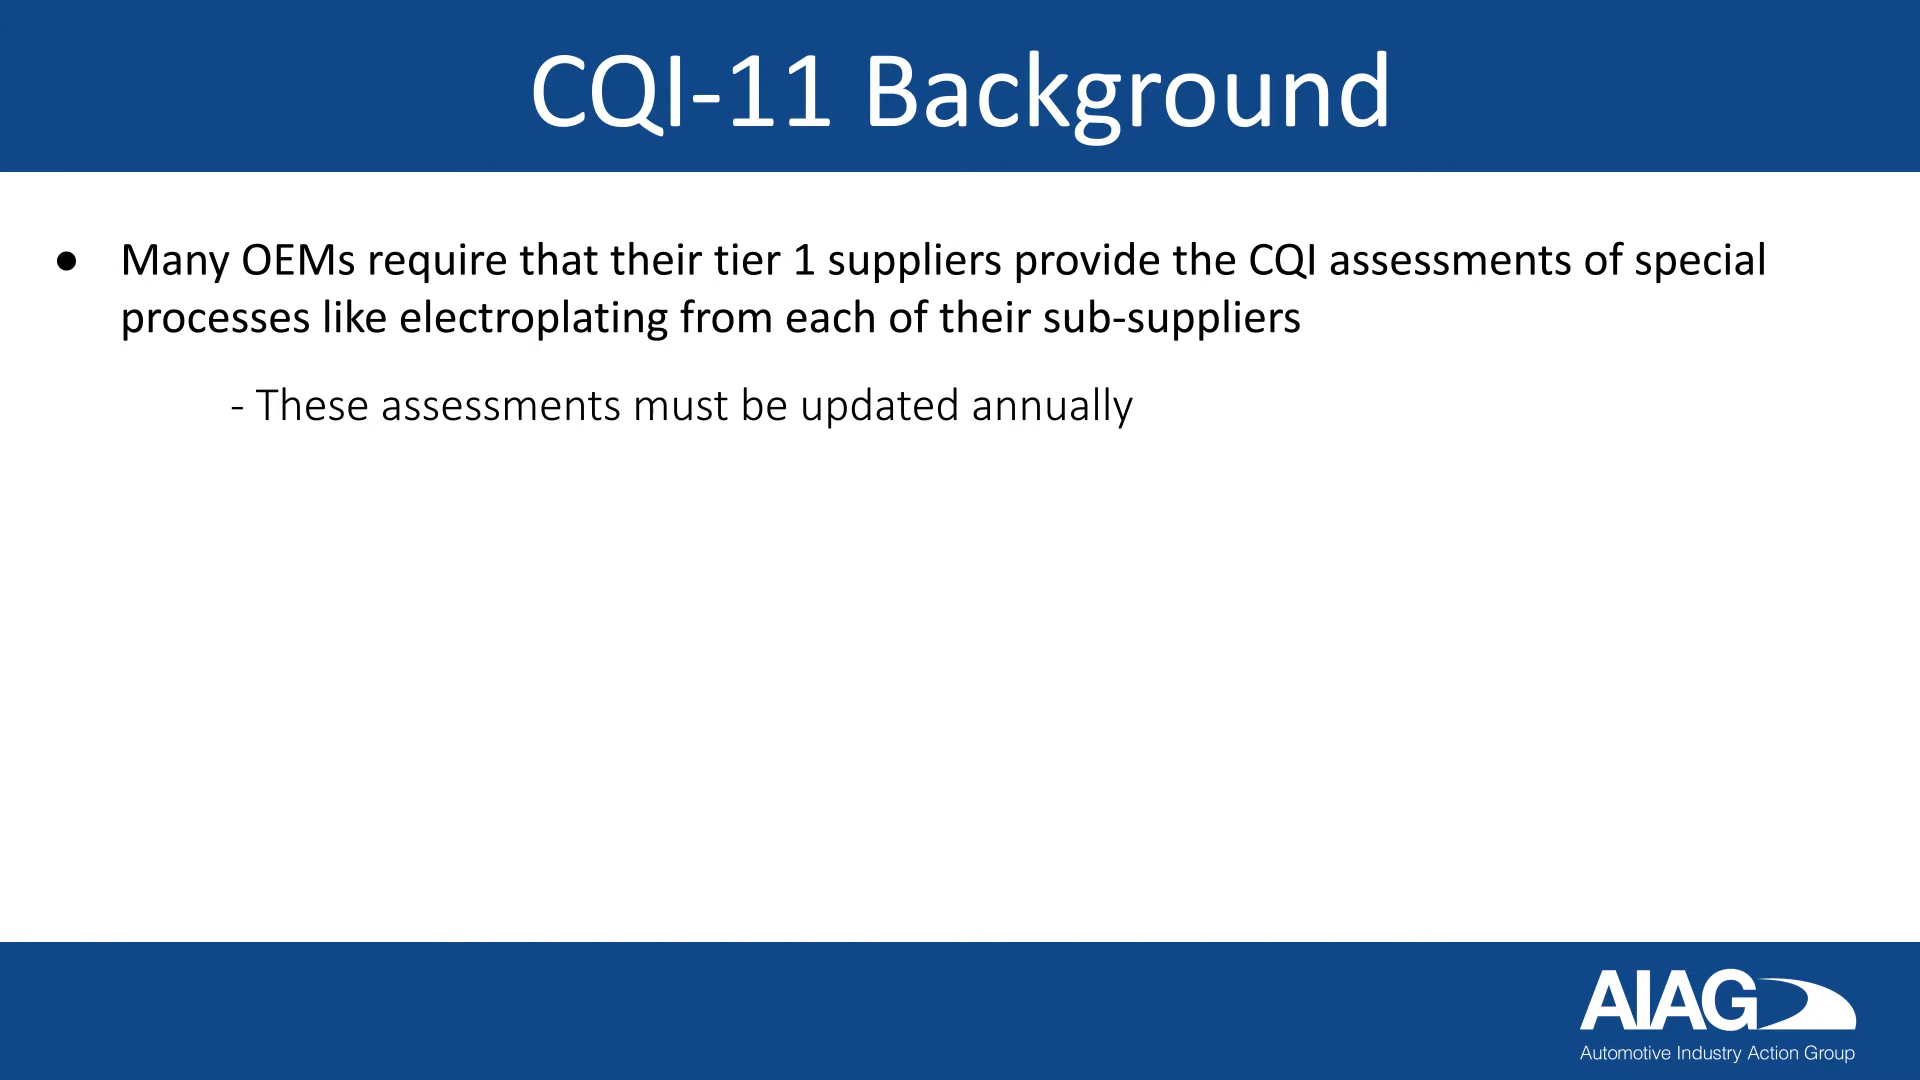 CQI-11 Background
● Many OEMs require that their tier 1 suppliers provide the CQI assessments of special
processes like electroplating from each of their sub-suppliers
- These assessments must be updated annually
AIAG
Automotive Industry Action Group